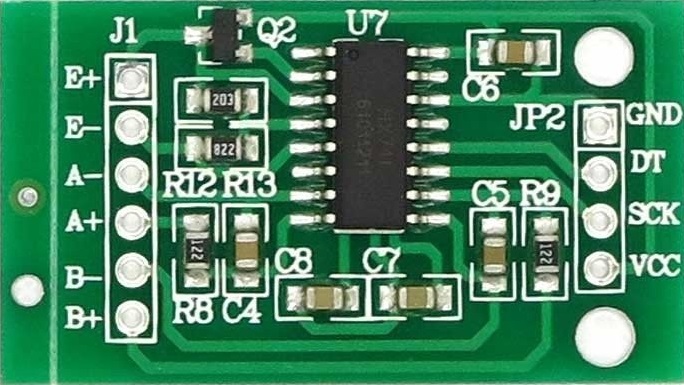 J1
Q2
U7
C6
E+
E−
A−
A+
B−
B+
203
822
R12 R13
122
R8 C4
C8
C7
C5 R9
122
JP2
GND
DT
SCK
VCC